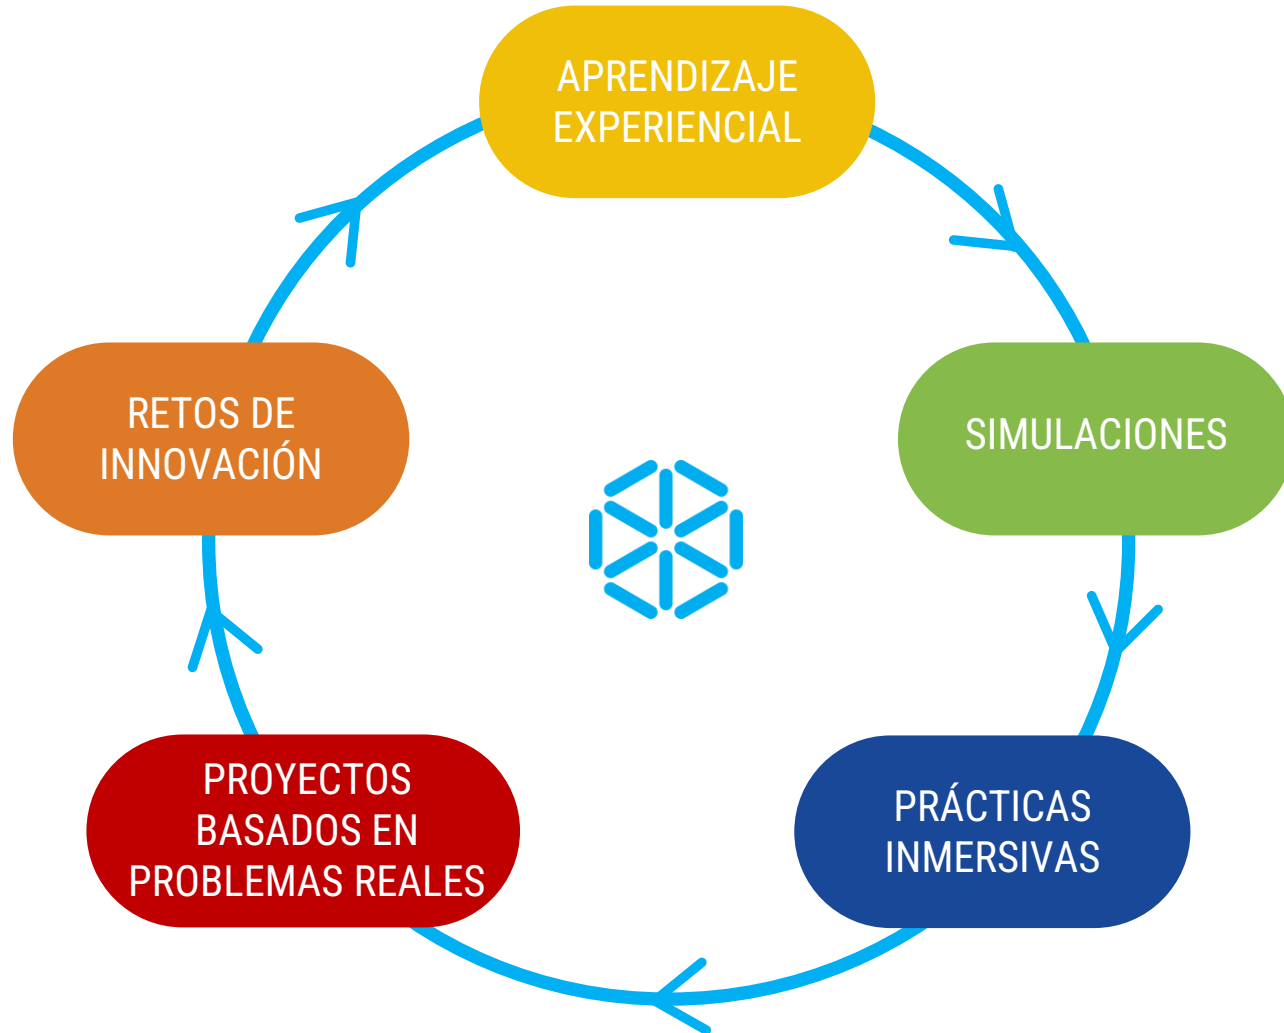 APRENDIZAJE
EXPERIENCIAL
SIMULACIONES
PRÁCTICAS
INMERSIVAS
PROYECTOS
BASADOS EN
PROBLEMAS REALES
RETOS DE
INNOVACIÓN